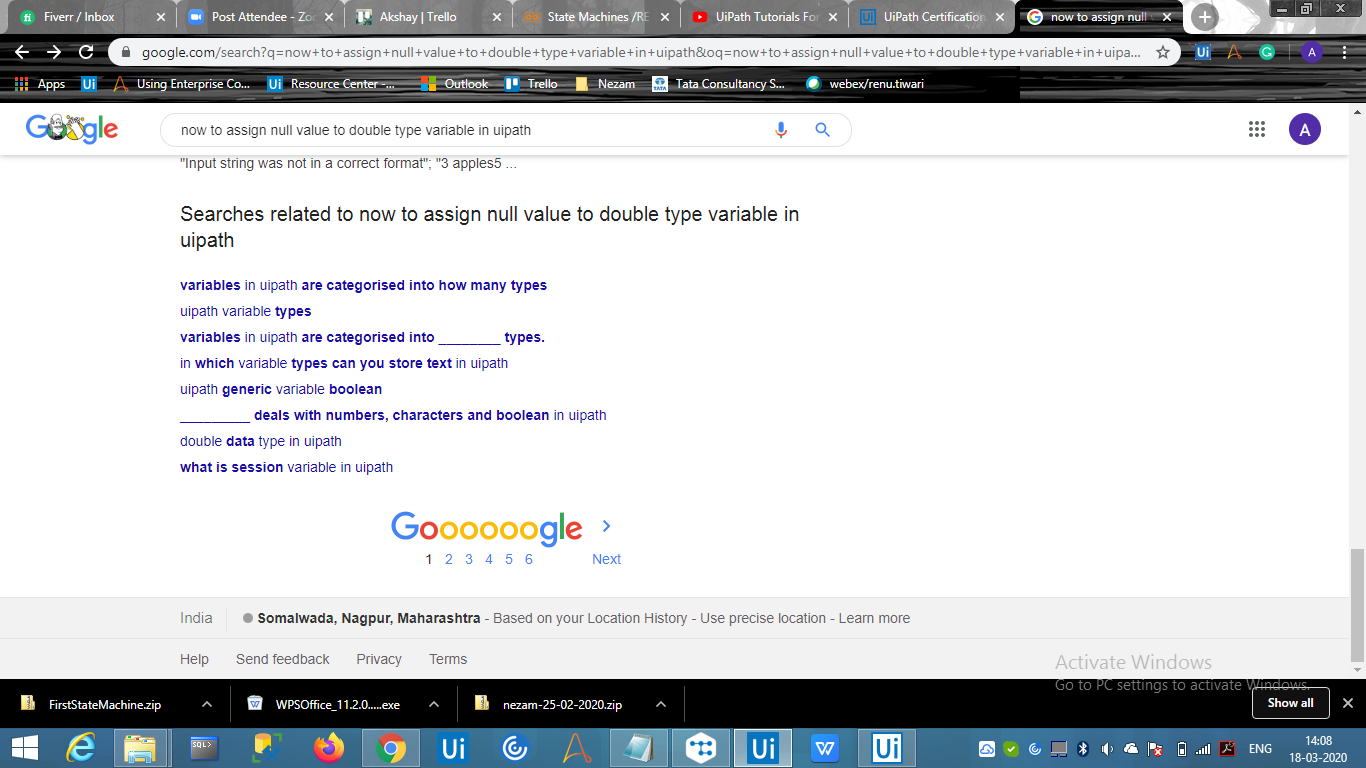 Fiverr / Inbox
Post Attendee - Zoo
Akshay | Trello
State Machines /RE
UiPath Tutorials For
UiPath Certification
now to assign null
google.com/search?q=now+to+assign+null+value+to+double+type+variable+in+uipath&oq=now+to+assign+null+value+to+double+type+variable+in+uipa...
Apps
Using Enterprise Co...
Resource Center -...
Outlook
Trello
Nezam
Tata Consultancy S...
webex/renu.tiwari
Google
now to assign null value to double type variable in uipath
A
"Input string was not in a correct format"; "3 apples5 ...
Searches related to now to assign null value to double type variable in
uipath
variables in uipath are categorised into how many types
uipath variable types
variables in uipath are categorised into ________ types.
in which variable types can you store text in uipath
uipath generic variable boolean
_________ deals with numbers, characters and boolean in uipath
double data type in uipath
what is session variable in uipath
Goooooogle
1 2 3 4 5 6 Next
India
Somalwada, Nagpur, Maharashtra - Based on your Location History - Use precise location - Learn more
Help Send feedback Privacy Terms
Activate Windows
Go to PC settings to activate Windows.
FirstStateMachine.zip
WPSOffice_11.2.0.....exe
nezam-25-02-2020.zip
Show all
SQL>
Ui
Ui
Ui
ENG
14:08
18-03-2020